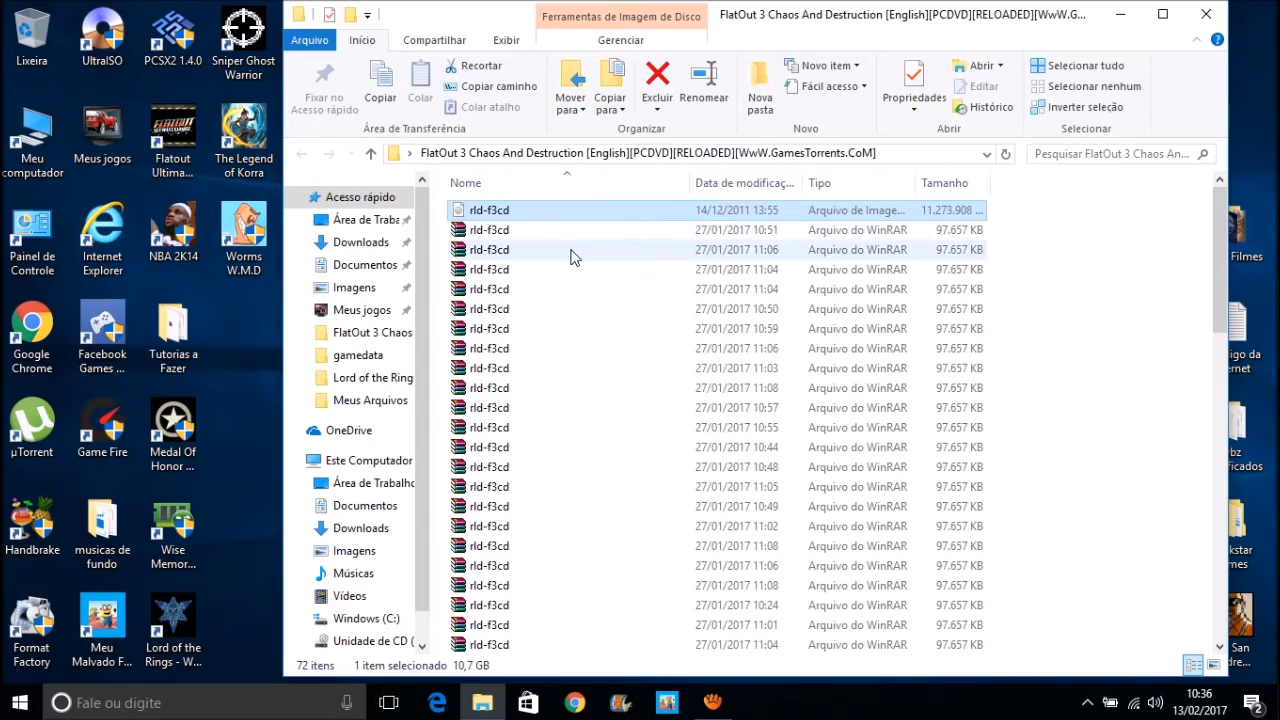 Lixeira
UltraISO
PCSX2 1.4.0
Sniper Ghost
Warrior
Meu
computador
Meus jogos
Flatout
Ultima...
The Legend
of Korra
Painel de
Controle
Internet
Explorer
NBA 2K14
Worms
W.M.D
Google
Chrome
Facebook
Games ...
Tutorias a
Fazer
µTorrent
Game Fire
Medal Of
Honor ...
Handbrake
musicas de
fundo
Wise
Memor...
Format
Factory
Meu
Malvado F...
Lord of the
Rings - W...
Ferramentas de Imagem de Disco
FlatOut 3 Chaos And Destruction [English][PCDVD][RELOADED][WwW.G...
Arquivo
Início
Compartilhar
Exibir
Gerenciar
Fixar no
Acesso rápido
Copiar
Colar
Recortar
Copiar caminho
Colar atalho
Área de Transferência
Mover
para
Copiar
para
Excluir
Renomear
Organizar
Nova
pasta
Novo item
Fácil acesso
Novo
Propriedades
Abrir
Editar
Histórico
Abrir
Selecionar tudo
Selecionar nenhum
Inverter seleção
Selecionar
FlatOut 3 Chaos And Destruction [English][PCDVD][RELOADED][WwW.GamesTorrents.CoM]
Pesquisar FlatOut 3 Chaos An...
Acesso rápido
Área de Traba
Downloads
Documentos
Imagens
Meus jogos
FlatOut 3 Chaos
gamedata
Lord of the Ring
Meus Arquivos
OneDrive
Este Computador
Área de Trabalho
Documentos
Downloads
Imagens
Músicas
Vídeos
Windows (C:)
Unidade de CD (
Nome Data de modificaç... Tipo Tamanho
rld-f3cd 14/12/2011 13:55 Arquivo de Image... 11.273.908 ...
rld-f3cd 27/01/2017 10:51 Arquivo do WinRAR 97.657 KB
rld-f3cd 27/01/2017 11:06 Arquivo do WinRAR 97.657 KB
rld-f3cd 27/01/2017 11:04 Arquivo do WinRAR 97.657 KB
rld-f3cd 27/01/2017 11:04 Arquivo do WinRAR 97.657 KB
rld-f3cd 27/01/2017 10:50 Arquivo do WinRAR 97.657 KB
rld-f3cd 27/01/2017 10:59 Arquivo do WinRAR 97.657 KB
rld-f3cd 27/01/2017 11:06 Arquivo do WinRAR 97.657 KB
rld-f3cd 27/01/2017 11:03 Arquivo do WinRAR 97.657 KB
rld-f3cd 27/01/2017 11:08 Arquivo do WinRAR 97.657 KB
rld-f3cd 27/01/2017 10:57 Arquivo do WinRAR 97.657 KB
rld-f3cd 27/01/2017 10:55 Arquivo do WinRAR 97.657 KB
rld-f3cd 27/01/2017 10:44 Arquivo do WinRAR 97.657 KB
rld-f3cd 27/01/2017 10:48 Arquivo do WinRAR 97.657 KB
rld-f3cd 27/01/2017 11:05 Arquivo do WinRAR 97.657 KB
rld-f3cd 27/01/2017 10:49 Arquivo do WinRAR 97.657 KB
rld-f3cd 27/01/2017 11:02 Arquivo do WinRAR 97.657 KB
rld-f3cd 27/01/2017 11:08 Arquivo do WinRAR 97.657 KB
rld-f3cd 27/01/2017 11:06 Arquivo do WinRAR 97.657 KB
rld-f3cd 27/01/2017 11:08 Arquivo do WinRAR 97.657 KB
rld-f3cd 27/01/2017 10:24 Arquivo do WinRAR 97.657 KB
rld-f3cd 27/01/2017 11:01 Arquivo do WinRAR 97.657 KB
rld-f3cd 27/01/2017 11:04 Arquivo do WinRAR 97.657 KB
72 itens 1 item selecionado 10,7 GB
Filmes
igo da
ernet
bz
ificados
kstar
mes
San
dre...
Fale ou digite
10:36
13/02/2017
2